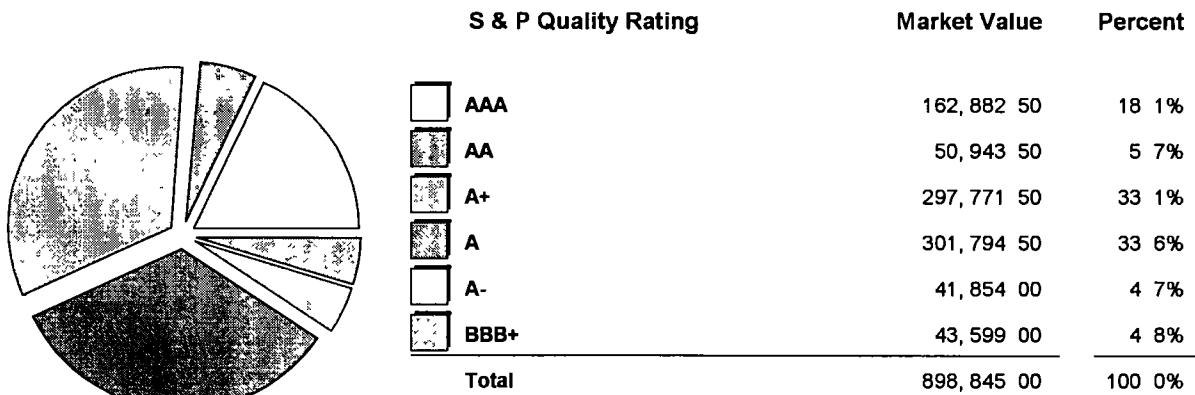 S & P Quality Rating Market Value Percent
AAA 162,882 50 18 1%
AA 50,943 50 5 7%
A+ 297,771 50 33 1%
A 301,794 50 33 6%
A- 41,854 00 4 7%
BBB+ 43,599 00 4 8%
Total 898,845 00 100 0%